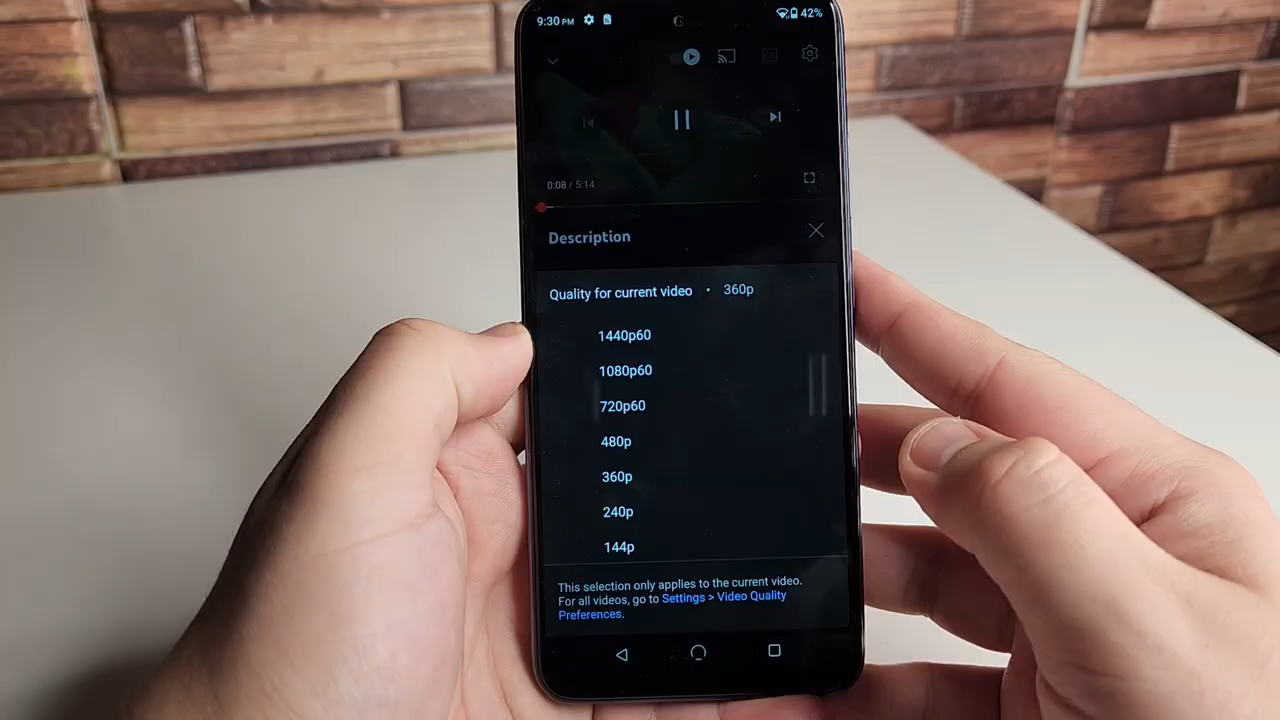 9:30 PM 42%
0:08 / 5:14
Description
Quality for current video • 360p
1440p60
1080p60
720p60
480p
360p
240p
144p
This selection only applies to the current video.
For all videos, go to Settings > Video Quality
Preferences.